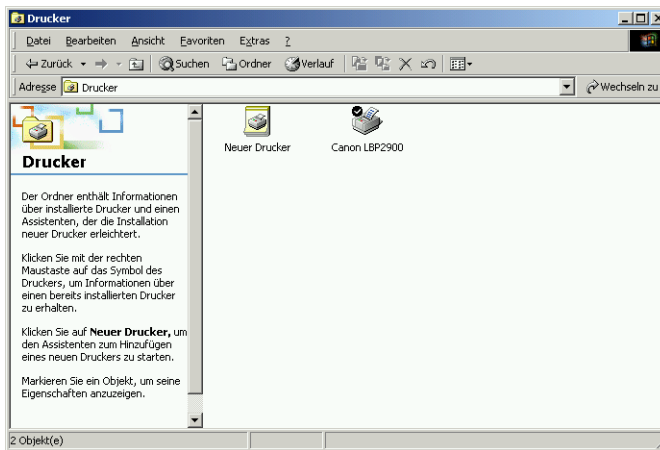 Drucker
Datei Bearbeiten Ansicht Favoriten Extras ?
Zurück Suchen Ordner Verlauf
Adresse Drucker Wechseln zu
Drucker
Der Ordner enthält Informationen
über installierte Drucker und einen
Assistenten, der die Installation
neuer Drucker erleichtert.
Klicken Sie mit der rechten
Maustaste auf das Symbol des
Druckers, um Informationen über
einen bereits installierten Drucker
zu erhalten.
Klicken Sie auf Neuer Drucker, um
den Assistenten zum Hinzufügen
eines neuen Druckers zu starten.
Markieren Sie ein Objekt, um seine
Eigenschaften anzuzeigen.
Neuer Drucker
Canon LBP2900
2 Objekt(e)